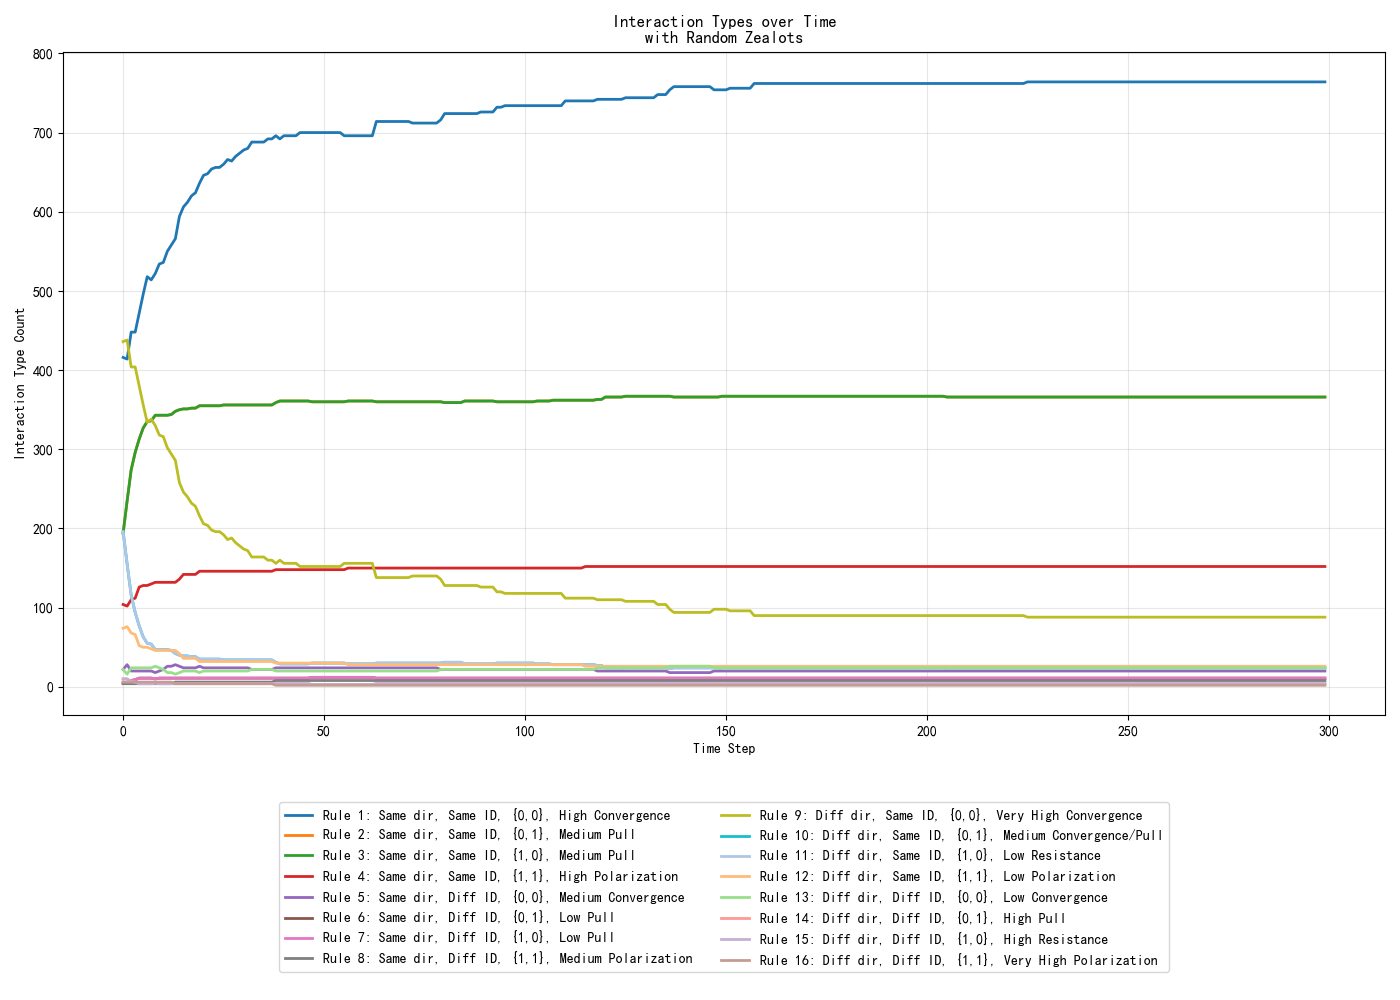 Interaction Types over Time
with Random Zealots
Interaction Type Count
800
700
600
500
400
300
200
100
0
0 50 100 150 200 250 300
Time Step
Rule 1: Same dir, Same ID, {0,0}, High Convergence
Rule 2: Same dir, Same ID, {0,1}, Medium Pull
Rule 3: Same dir, Same ID, {1,0}, Medium Pull
Rule 4: Same dir, Same ID, {1,1}, High Polarization
Rule 5: Same dir, Diff ID, {0,0}, Medium Convergence
Rule 6: Same dir, Diff ID, {0,1}, Low Pull
Rule 7: Same dir, Diff ID, {1,0}, Low Pull
Rule 8: Same dir, Diff ID, {1,1}, Medium Polarization
Rule 9: Diff dir, Same ID, {0,0}, Very High Convergence
Rule 10: Diff dir, Same ID, {0,1}, Medium Convergence/Pull
Rule 11: Diff dir, Same ID, {1,0}, Low Resistance
Rule 12: Diff dir, Same ID, {1,1}, Low Polarization
Rule 13: Diff dir, Diff ID, {0,0}, Low Convergence
Rule 14: Diff dir, Diff ID, {0,1}, High Pull
Rule 15: Diff dir, Diff ID, {1,0}, High Resistance
Rule 16: Diff dir, Diff ID, {1,1}, Very High Polarization